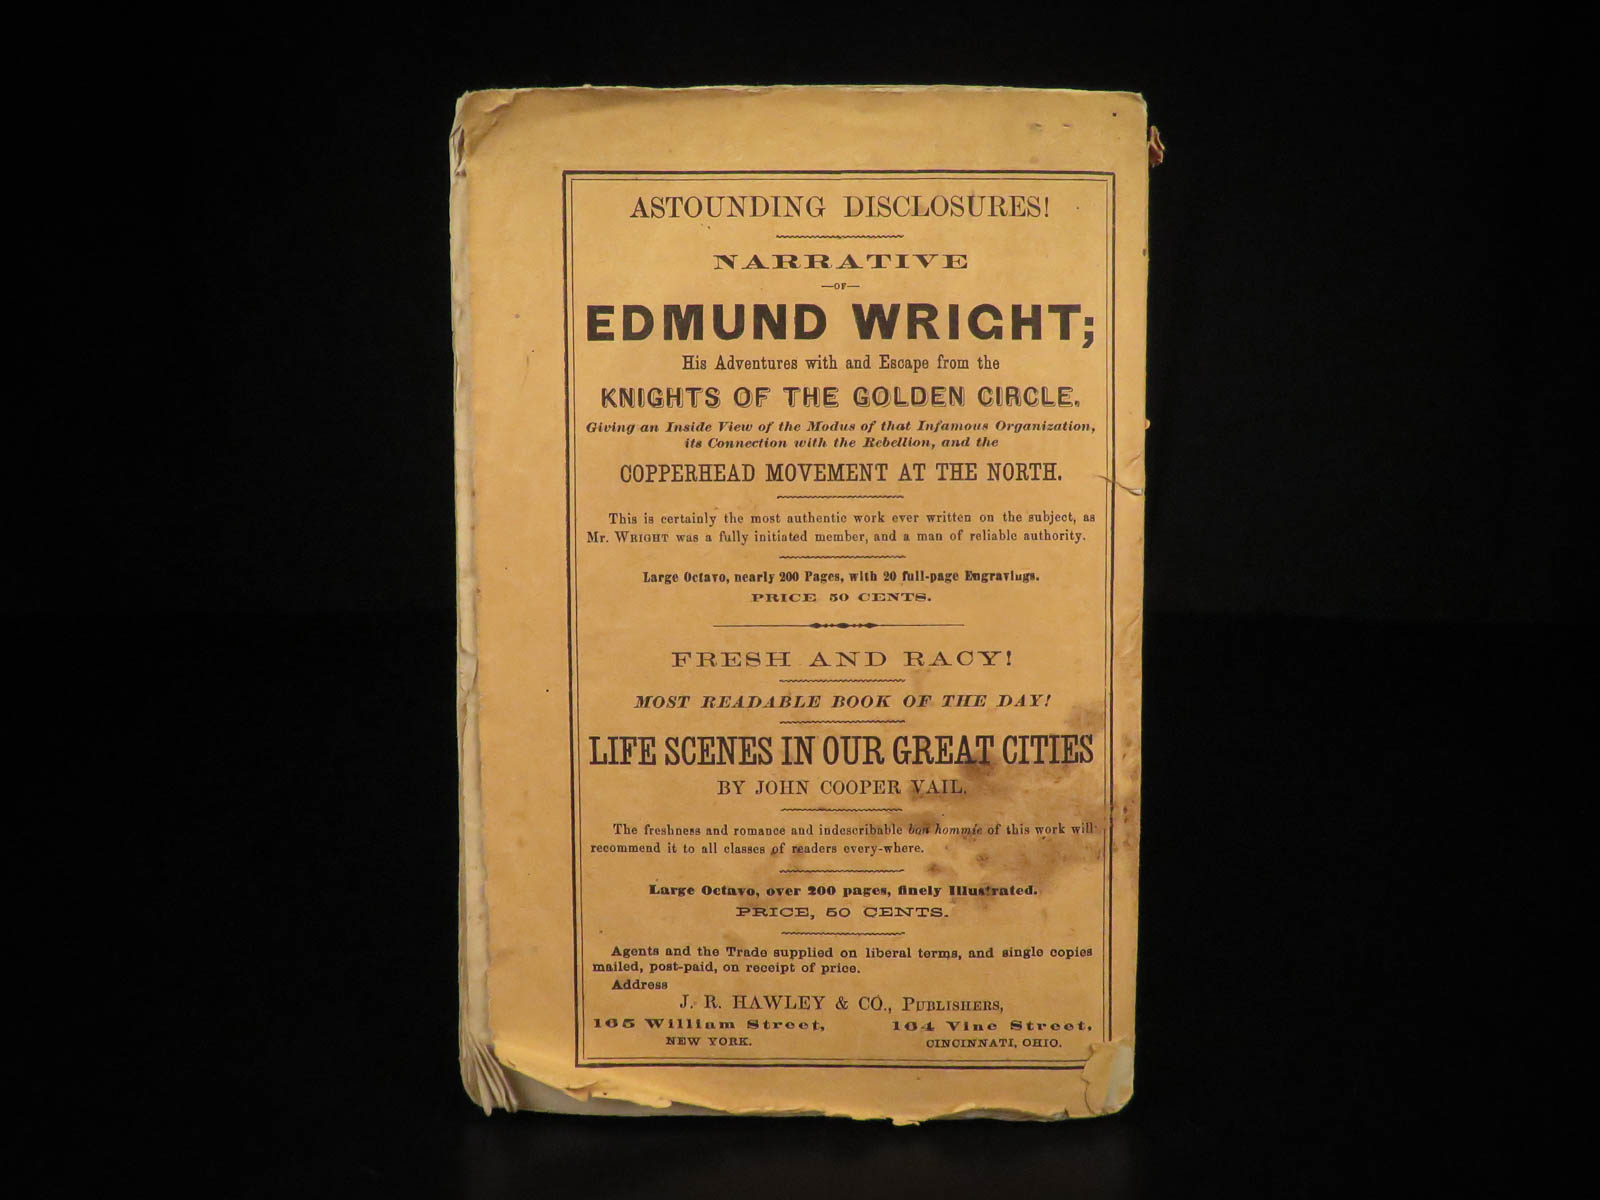 ASTOUNDING DISCLOSURES!
NARRATIVE
—OF—
EDMUND WRIGHT;
His Adventures with and Escape from the
KNIGHTS OF THE GOLDEN CIRCLE.
Giving an Inside View of the Modus of that Infamous Organization,
its Connection with the Rebellion, and the
COPPERHEAD MOVEMENT AT THE NORTH.
This is certainly the most authentic work ever written on the subject, as
Mr. WRIGHT was a fully initiated member, and a man of reliable authority.
Large Octavo, nearly 200 Pages, with 20 full-page Engravings.
PRICE 50 CENTS.
FRESH AND RACY!
MOST READABLE BOOK OF THE DAY!
LIFE SCENES IN OUR GREAT CITIES
BY JOHN COOPER VAIL.
The freshness and romance and indescribable bon hommie of this work will
recommend it to all classes of readers every-where.
Large Octavo, over 200 pages, finely Illustrated.
PRICE, 50 CENTS.
Agents and the Trade supplied on liberal terms, and single copies
mailed, post-paid, on receipt of price.
Address
J. R. HAWLEY & CO., PUBLISHERS,
165 William Street, 164 Vine Street,
NEW YORK. CINCINNATI, OHIO.